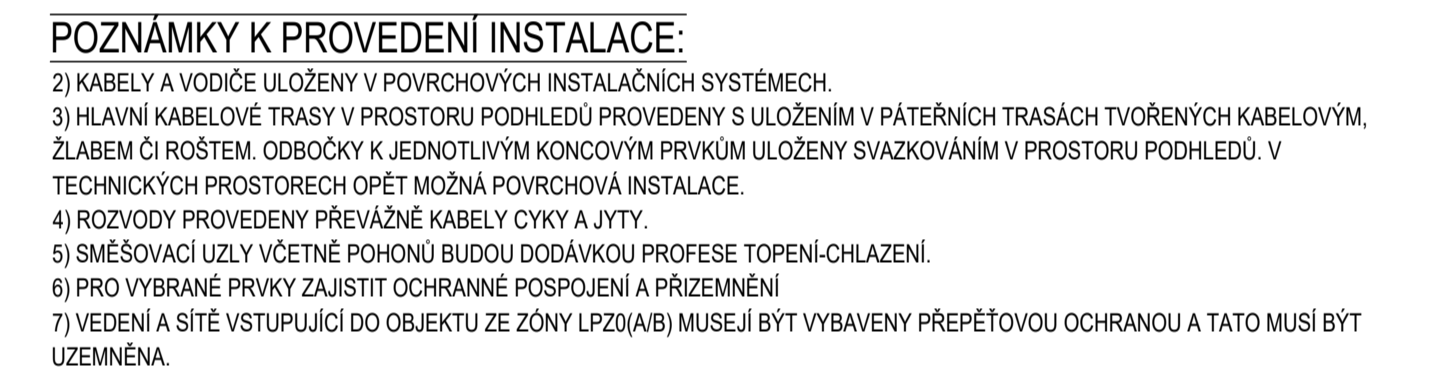 POZNÁMKY K PROVEDENÍ INSTALACE:
2) KABELY A VODIČE ULOŽENY V POVRCHOVÝCH INSTALAČNÍCH SYSTÉMECH.
3) HLAVNÍ KABELOVÉ TRASY V PROSTORU PODHLEDŮ PROVEDENY S ULOŽENÍM V PÁTEŘNÍCH TRASÁCH TVOŘENÝCH KABELOVÝM,
ŽLABEM ČI ROŠTEM. ODBOČKY K JEDNOTLIVÝM KONCOVÝM PRVKŮM ULOŽENY SVAZKOVÁNÍM V PROSTORU PODHLEDŮ. V
TECHNICKÝCH PROSTORECH OPĚT MOŽNÁ POVRCHOVÁ INSTALACE.
4) ROZVODY PROVEDENY PŘEVÁŽNĚ KABELY CYKY A JYTY.
5) SMĚŠOVACÍ UZLY VČETNĚ POHONŮ BUDOU DODÁVKOU PROFESE TOPENÍ-CHLAZENÍ.
6) PRO VYBRANÉ PRVKY ZAJISTIT OCHRANNÉ POSPOJENÍ A PŘIZEMNĚNÍ
7) VEDENÍ A SÍTĚ VSTUPUJÍCÍ DO OBJEKTU ZE ZÓNY LPZ0(A/B) MUSEJÍ BÝT VYBAVENY PŘEPĚŤOVOU OCHRANOU A TATO MUSÍ BÝT
UZEMNĚNA.